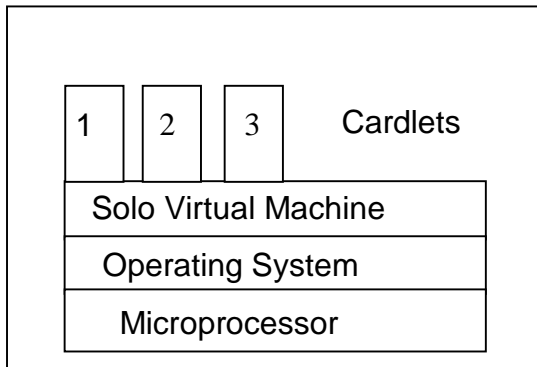 1 2 3 Cardlets
Solo Virtual Machine
Operating System
Microprocessor